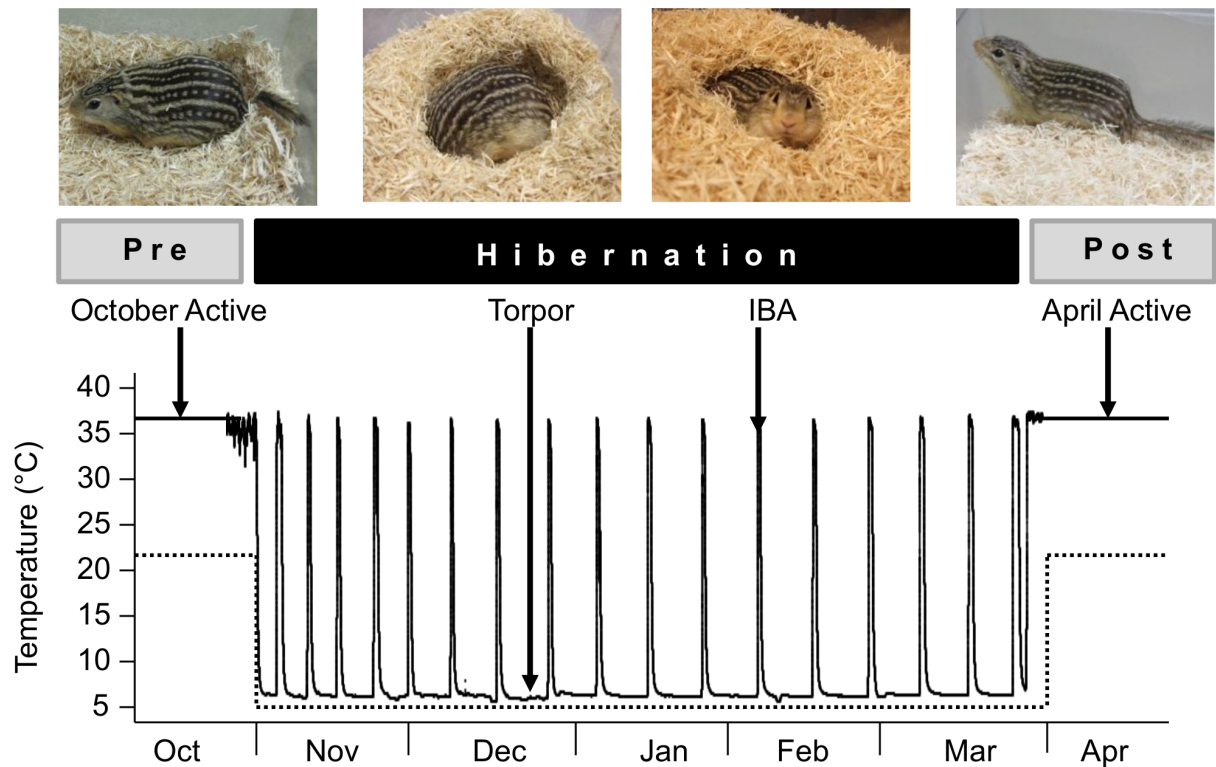 Pre
Hibernation
Post
October Active
Torpor
IBA
April Active
Temperature (°C)
40
35
30
25
20
15
10
5
Oct
Nov
Dec
Jan
Feb
Mar
Apr